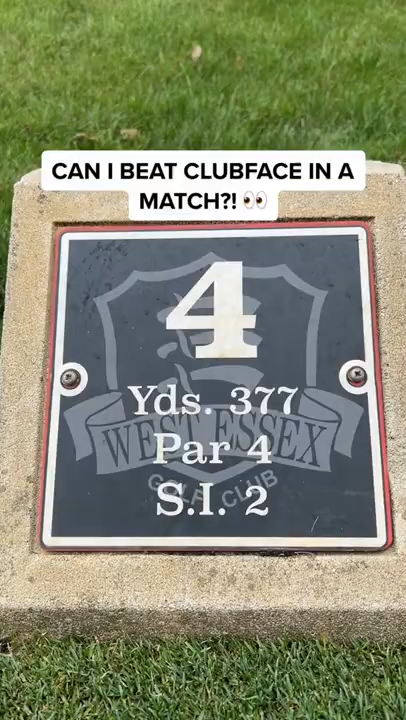 CAN I BEAT CLUBFACE IN A
MATCH?! 👀
4
Yds. 377
WEST ESSEX
Par 4
GOLF CLUB
S.I. 2